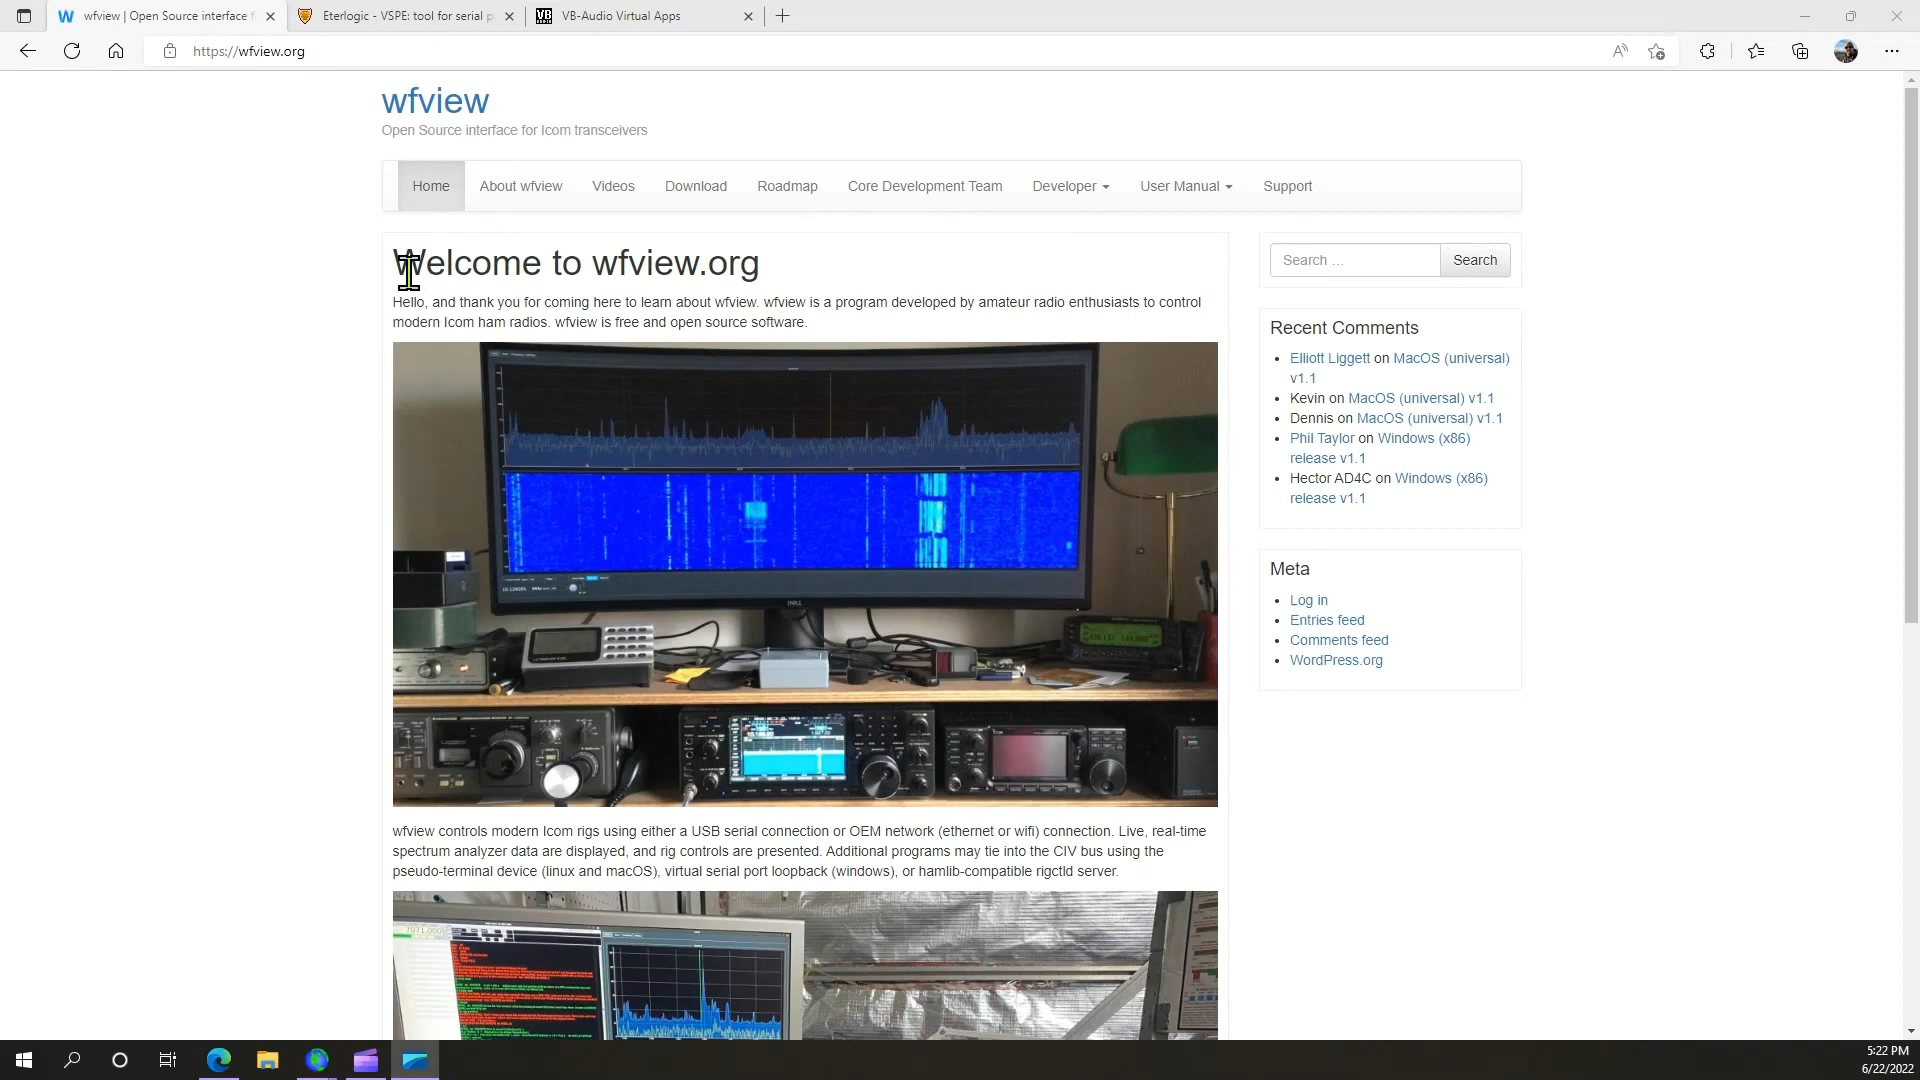 wfview | Open Source interface f
Eterlogic - VSPE: tool for serial p
VB-Audio Virtual Apps
https://wfview.org
wfview
Open Source interface for Icom transceivers
Home
About wfview
Videos
Download
Roadmap
Core Development Team
Developer
User Manual
Support
Welcome to wfview.org
Hello, and thank you for coming here to learn about wfview. wfview is a program developed by amateur radio enthusiasts to control
modern Icom ham radios. wfview is free and open source software.
DELL
wfview controls modern Icom rigs using either a USB serial connection or OEM network (ethernet or wifi) connection. Live, real-time
spectrum analyzer data are displayed, and rig controls are presented. Additional programs may tie into the CIV bus using the
pseudo-terminal device (linux and macOS), virtual serial port loopback (windows), or hamlib-compatible rigctld server.
Search ...
Search
Recent Comments
Elliott Liggett on MacOS (universal)
v1.1
Kevin on MacOS (universal) v1.1
Dennis on MacOS (universal) v1.1
Phil Taylor on Windows (x86)
release v1.1
Hector AD4C on Windows (x86)
release v1.1
Meta
Log in
Entries feed
Comments feed
WordPress.org
5:22 PM
6/22/2022